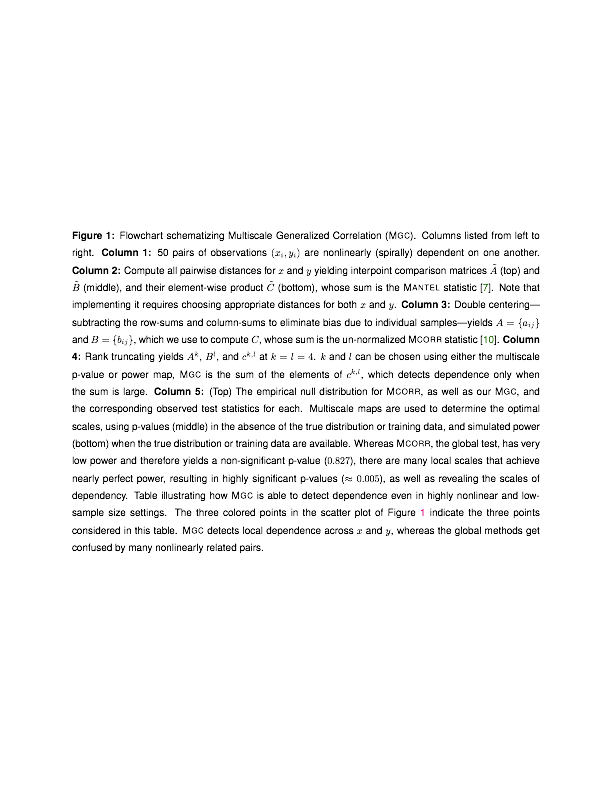 Figure 1: Flowchart schematizing Multiscale Generalized Correlation (MGC). Columns listed from left to
right. Column 1: 50 pairs of observations (x_i, y_i) are nonlinearly (spirally) dependent on one another.
Column 2: Compute all pairwise distances for x and y yielding interpoint comparison matrices Ã (top) and
B̃ (middle), and their element-wise product C̃ (bottom), whose sum is the MANTEL statistic [7]. Note that
implementing it requires choosing appropriate distances for both x and y. Column 3: Double centering—
subtracting the row-sums and column-sums to eliminate bias due to individual samples—yields A = {a_ij}
and B = {b_ij}, which we use to compute C, whose sum is the un-normalized MCORR statistic [10]. Column
4: Rank truncating yields A^k, B^l, and c^{k,l} at k = l = 4. k and l can be chosen using either the multiscale
p-value or power map, MGC is the sum of the elements of c^{k,l}, which detects dependence only when
the sum is large. Column 5: (Top) The empirical null distribution for MCORR, as well as our MGC, and
the corresponding observed test statistics for each. Multiscale maps are used to determine the optimal
scales, using p-values (middle) in the absence of the true distribution or training data, and simulated power
(bottom) when the true distribution or training data are available. Whereas MCORR, the global test, has very
low power and therefore yields a non-significant p-value (0.827), there are many local scales that achieve
nearly perfect power, resulting in highly significant p-values (≈ 0.005), as well as revealing the scales of
dependency. Table illustrating how MGC is able to detect dependence even in highly nonlinear and low-
sample size settings. The three colored points in the scatter plot of Figure 1 indicate the three points
considered in this table. MGC detects local dependence across x and y, whereas the global methods get
confused by many nonlinearly related pairs.